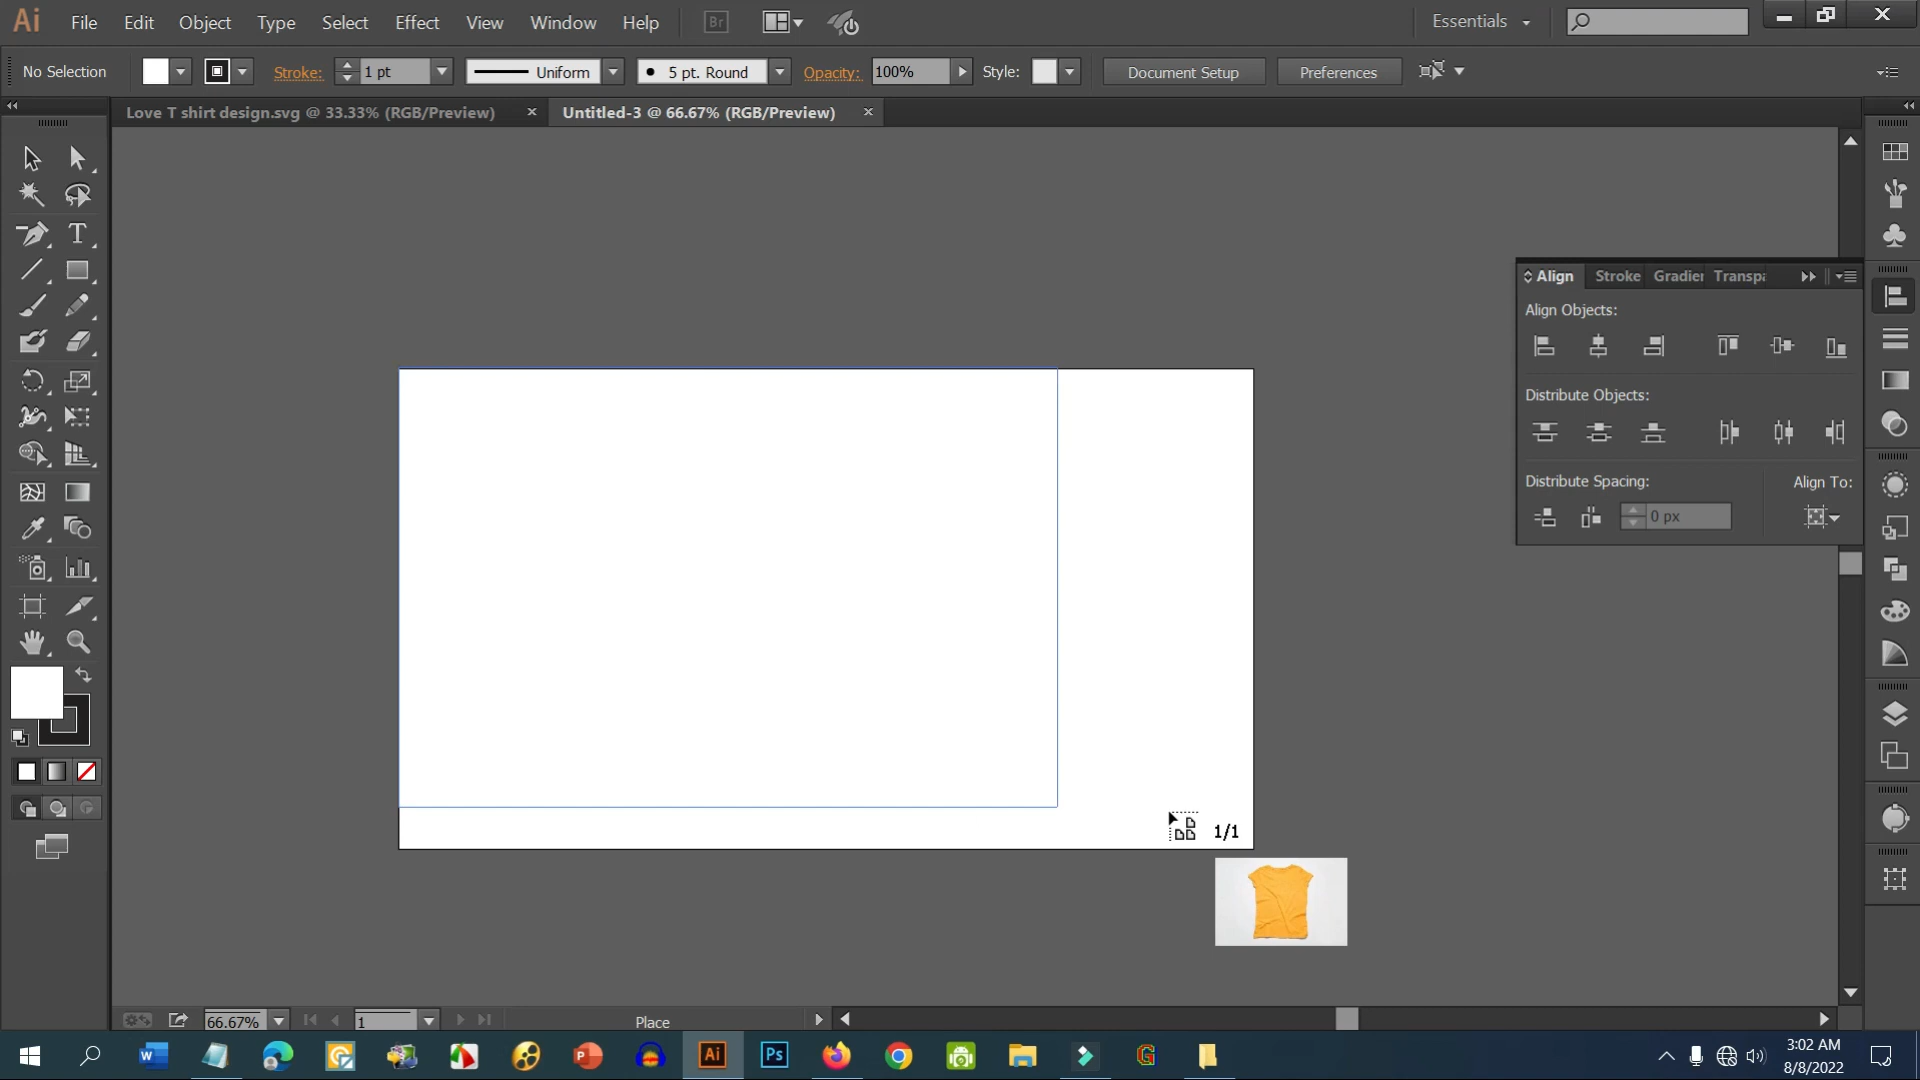 Ai File Edit Object Type Select Effect View Window Help Br Essentials
No Selection Stroke: 1 pt Uniform 5 pt. Round Opacity: 100% Style: Document Setup Preferences
Love T shirt design.svg @ 33.33% (RGB/Preview) Untitled-3 @ 66.67% (RGB/Preview)
Align Stroke Gradier Transpa
Align Objects:
Distribute Objects:
Distribute Spacing: Align To:
0 px
1/1
66.67% 1 Place
Ai Ps
3:02 AM
8/8/2022